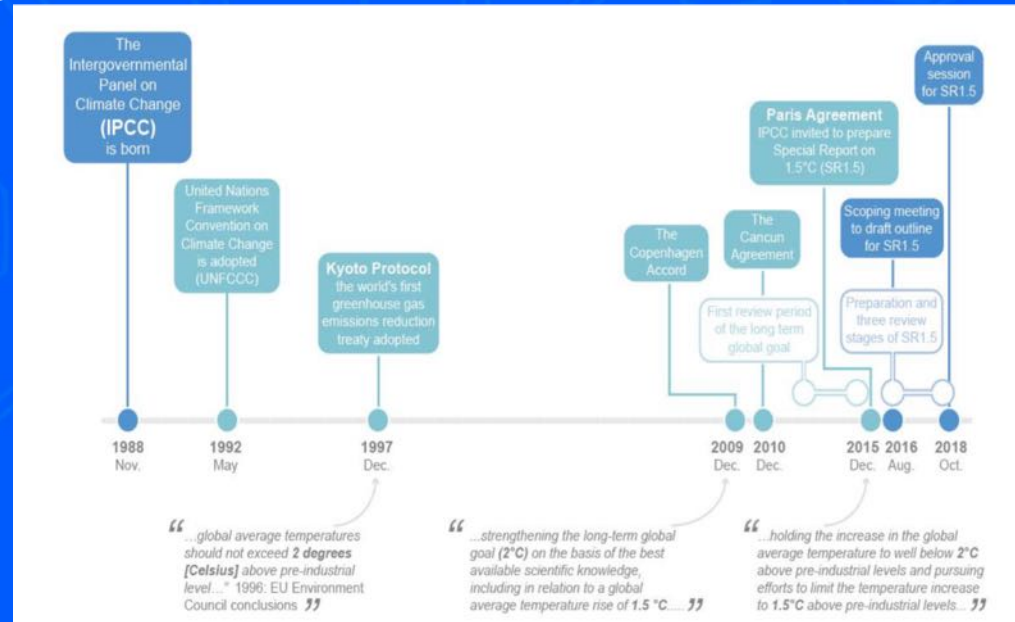 The
Intergovernmental
Panel on
Climate Change
(IPCC)
is born
United Nations
Framework
Convention on
Climate Change
is adopted
(UNFCCC)
Kyoto Protocol
the world's first
greenhouse gas
emissions reduction
treaty adopted
The
Copenhagen
Accord
The
Cancun
Agreement
First review period
of the long term
global goal
Paris Agreement
IPCC invited to prepare
Special Report on
1.5°C (SR1.5)
Scoping meeting
to draft outline
for SR1.5
Preparation and
three review
stages of SR1.5
Approval
session
for SR1.5
1988
Nov.
1992
May
1997
Dec.
2009
Dec.
2010
Dec.
2015
Dec.
2016
Aug.
2018
Oct.
“ ...global average temperatures
should not exceed 2 degrees
[Celsius] above pre-industrial
level..." 1996: EU Environment
Council conclusions ”
“ ...strengthening the long-term global
goal (2°C) on the basis of the best
available scientific knowledge,
including in relation to a global
average temperature rise of 1.5 °C..... ”
“ ...holding the increase in the global
average temperature to well below 2°C
above pre-industrial levels and pursuing
efforts to limit the temperature increase
to 1.5°C above pre-industrial levels... ”